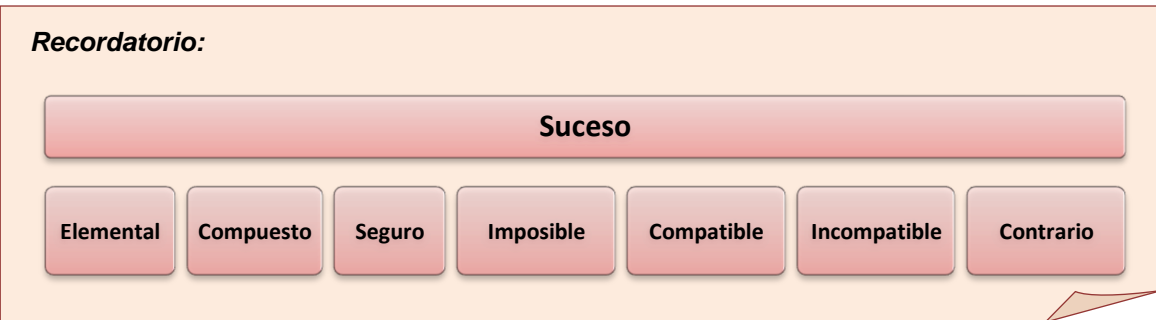 Recordatorio:
Suceso
Elemental Compuesto Seguro Imposible Compatible Incompatible Contrario